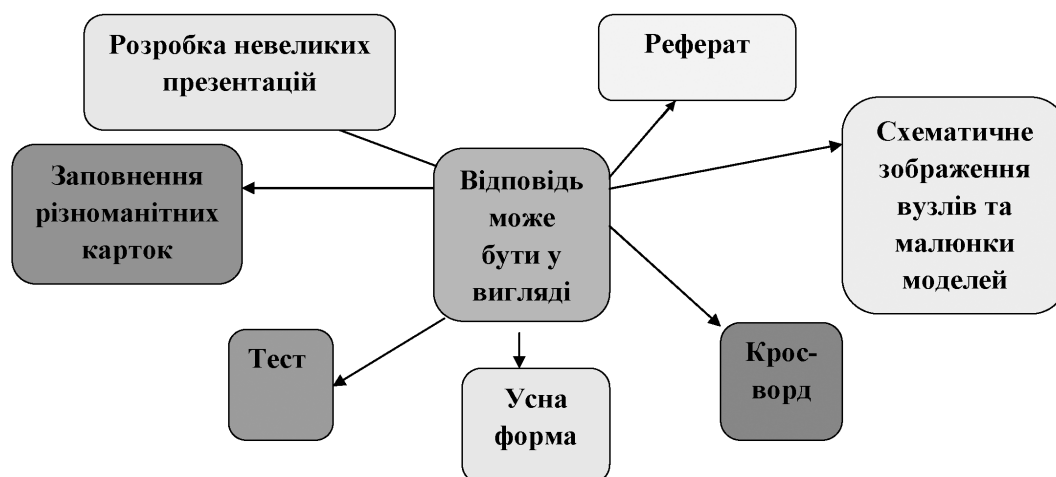 Розробка невеликих
презентацій
Реферат
Заповнення
різноманітних
карток
Відповідь
може
бути у
вигляді
Схематичне
зображення
вузлів та
малюнки
моделей
Тест
Усна
форма
Крос-
ворд